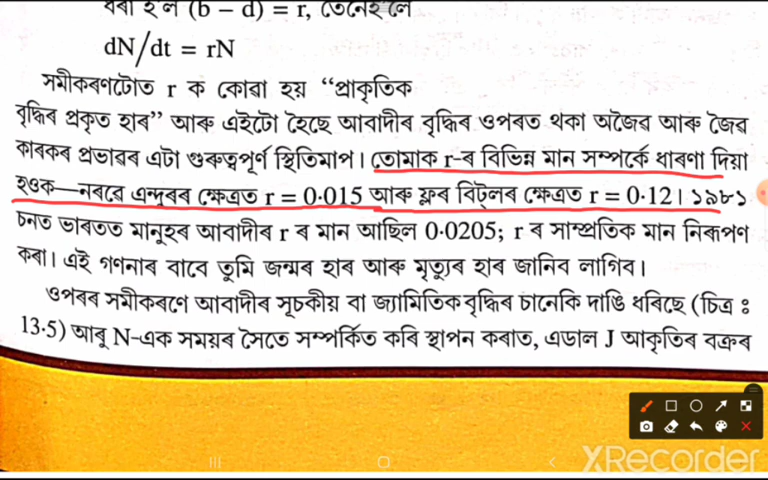 ধৰা হ'ল (b – d) = r, তেনেহ'লে
dN/dt = rN
সমীকৰণটোত r ক কোৱা হয় “প্ৰাকৃতিক
বৃদ্ধিৰ প্ৰকৃত হাৰ” আৰু এইটো হৈছে আবাদীৰ বৃদ্ধিৰ ওপৰত থকা অজৈৱ আৰু জৈৱ
কাৰকৰ প্ৰভাৱৰ এটা গুৰুত্বপূৰ্ণ স্থিতিমাপ। তোমাক r-ৰ বিভিন্ন মান সম্পৰ্কে ধাৰণা দিয়া
হওক—নৰৱে এন্দুৰৰ ক্ষেত্ৰত r = 0·015 আৰু ফ্লৰ বিট্‌লৰ ক্ষেত্ৰত r = 0·12। ১৯৮১
চনত ভাৰতত মানুহৰ আবাদীৰ r ৰ মান আছিল 0·0205; r ৰ সাম্প্ৰতিক মান নিৰূপণ
কৰা। এই গণনাৰ বাবে তুমি জন্মৰ হাৰ আৰু মৃত্যুৰ হাৰ জানিব লাগিব।
ওপৰৰ সমীকৰণে আবাদীৰ সূচকীয় বা জ্যামিতিক বৃদ্ধিৰ চানেকি দাঙি ধৰিছে (চিত্ৰ ঃ
13·5) আৰু N-এক সময়ৰ সৈতে সম্পৰ্কিত কৰি স্থাপন কৰাত, এডাল J আকৃতিৰ বক্ৰৰ
XRecorder